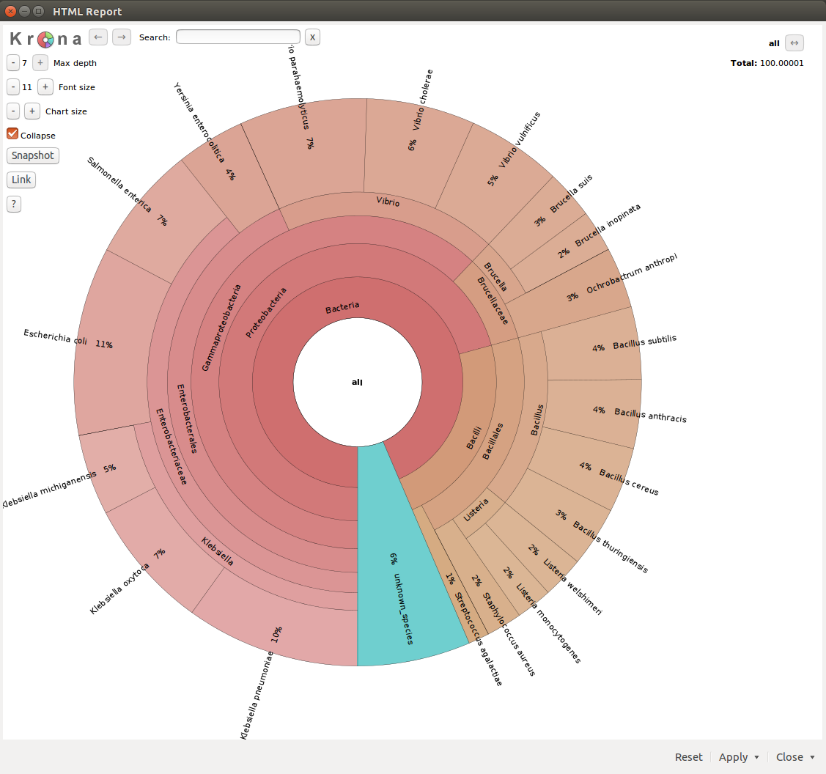 HTML Report
Krona
←
→
Search:
x
all
↔
- 7 + Max depth
Total: 100.00001
- 11 + Font size
- + Chart size
Collapse
Snapshot
Link
?
all
Bacteria
Proteobacteria
Gammaproteobacteria
Enterobacterales
Enterobacteriaceae
Klebsiella
Vibrio
Brucella
Brucellaceae
Bacilli
Bacillales
Bacillus
Listeria
7%
6% Vibrio cholerae
5% Vibrio vulnificus
3% Brucella suis
2% Brucella inopinata
3% Ochrobactrum anthropi
4% Bacillus subtilis
4% Bacillus anthracis
4% Bacillus cereus
3% Bacillus thuringiensis
2% Listeria welshimeri
2% Listeria monocytogenes
2% Staphylococcus aureus
1% Streptococcus agalactiae
6% unknown_species
Klebsiella pneumoniae 10%
Klebsiella oxytoca 7%
michiganensis 5%
Escherichia coli 11%
Salmonella enterica 7%
Yersinia enterocolitica 4%
parahaemolyticus
Reset
Apply
Close